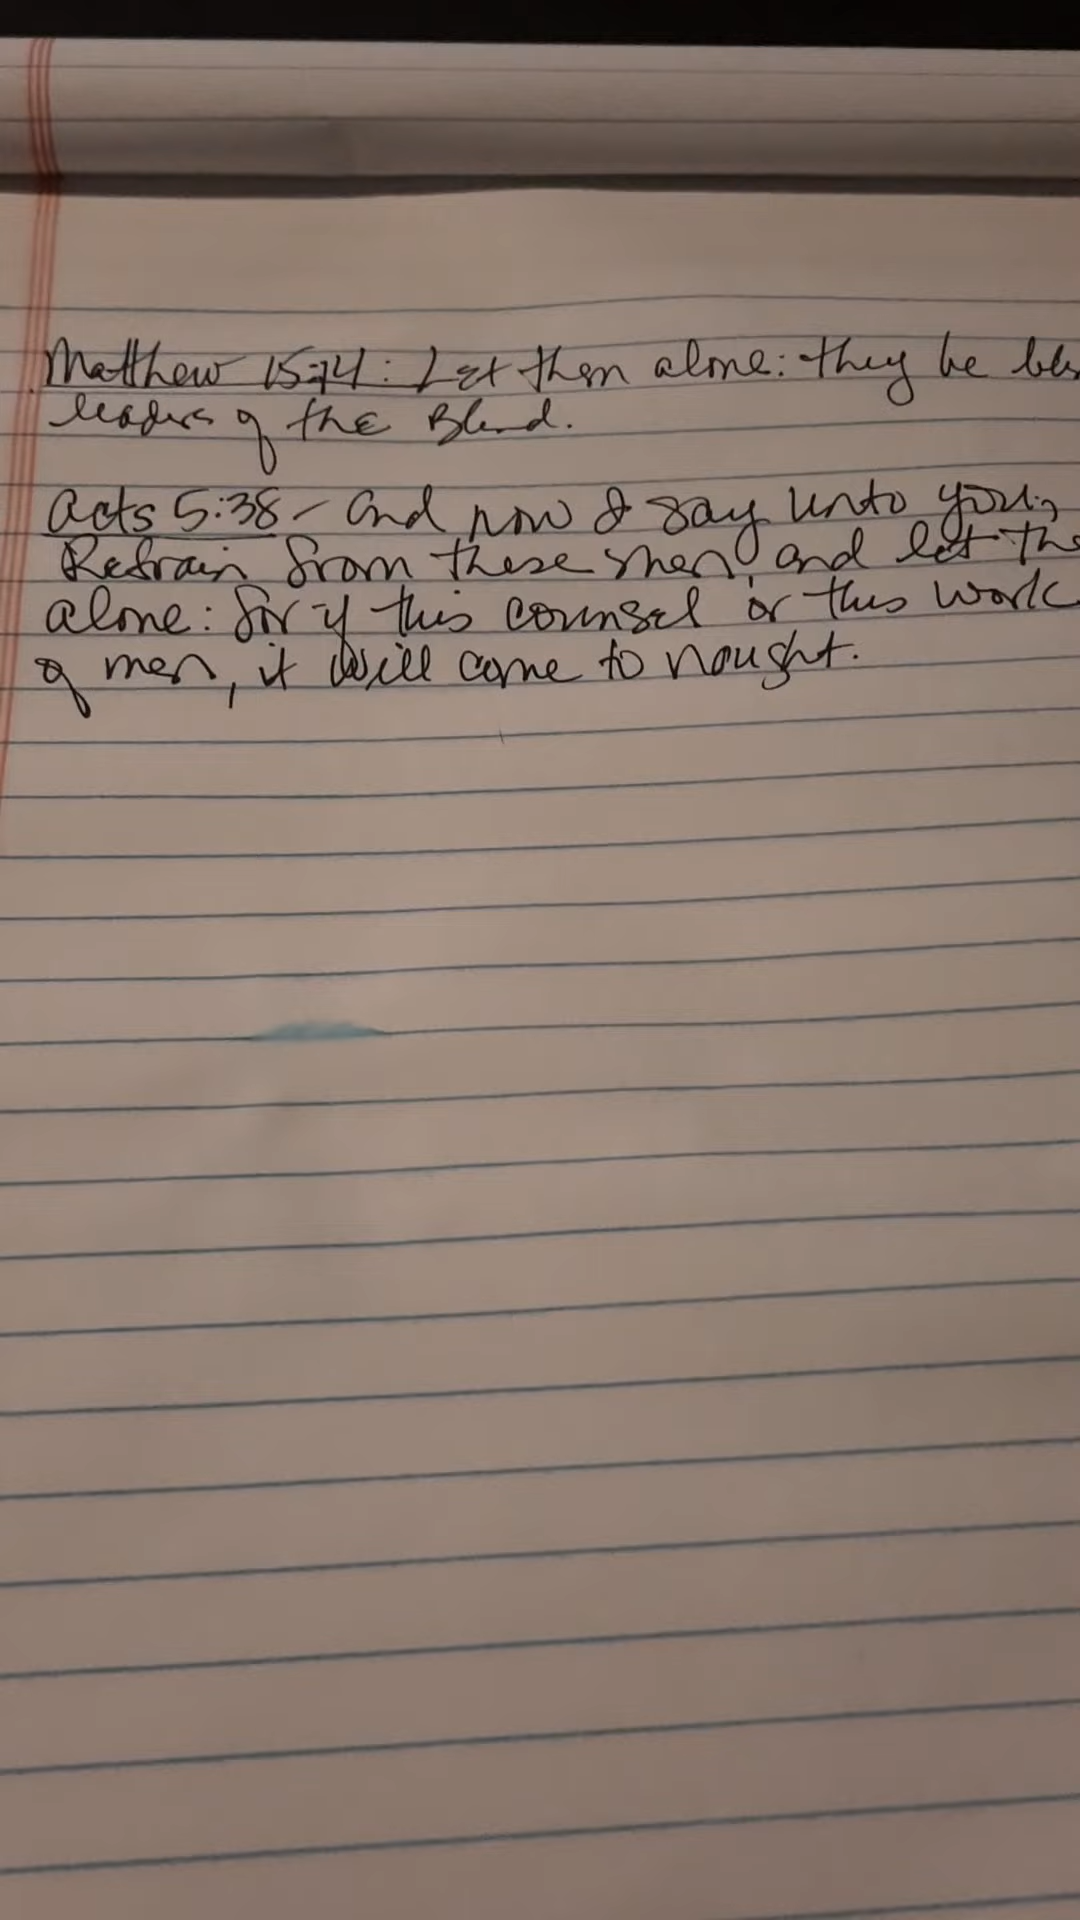 Matthew 15:14: Let them alone: they be
leaders of the Blind.
Acts 5:38 - And now I say unto you,
Refrain from these men, and let
alone: for if this counsel or this work
of men, it will come to nought.